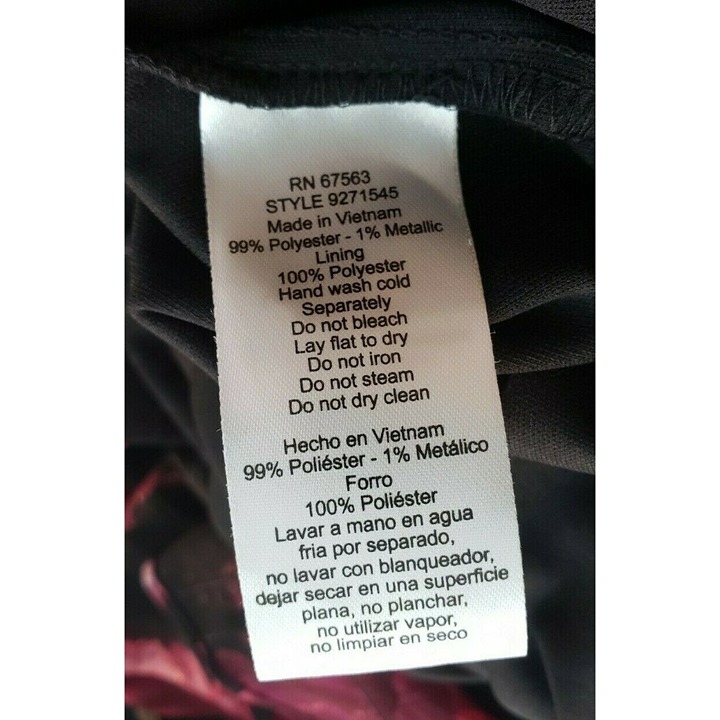 RN 67563
STYLE 9271545
Made in Vietnam
99% Polyester - 1% Metallic
Lining
100% Polyester
Hand wash cold
Separately
Do not bleach
Lay flat to dry
Do not iron
Do not steam
Do not dry clean
Hecho en Vietnam
99% Poliéster - 1% Metálico
Forro
100% Poliéster
Lavar a mano en agua
fria por separado,
no lavar con blanqueador,
dejar secar en una superficie
plana, no planchar,
no utilizar vapor,
no limpiar en seco